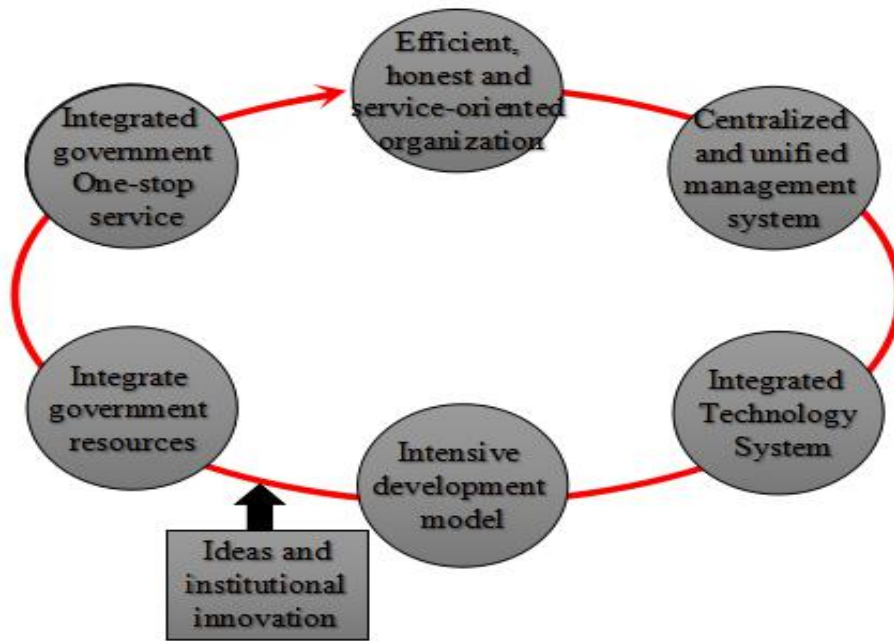 Efficient,
honest and
service-oriented
organization
Centralized
and unified
management
system
Integrated
Technology
System
Intensive
development
model
Integrate
government
resources
Integrated
government
One-stop
service
Ideas and
institutional
innovation